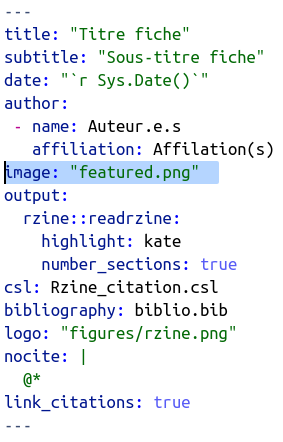 ---
title: "Titre fiche"
subtitle: "Sous-titre fiche"
date: "`r Sys.Date()`"
author:
 - name: Auteur.e.s
   affiliation: Affilation(s)
image: "featured.png"
output:
  rzine::readrzine:
    highlight: kate
    number_sections: true
csl: Rzine_citation.csl
bibliography: biblio.bib
logo: "figures/rzine.png"
nocite: |
  @*
link_citations: true
---